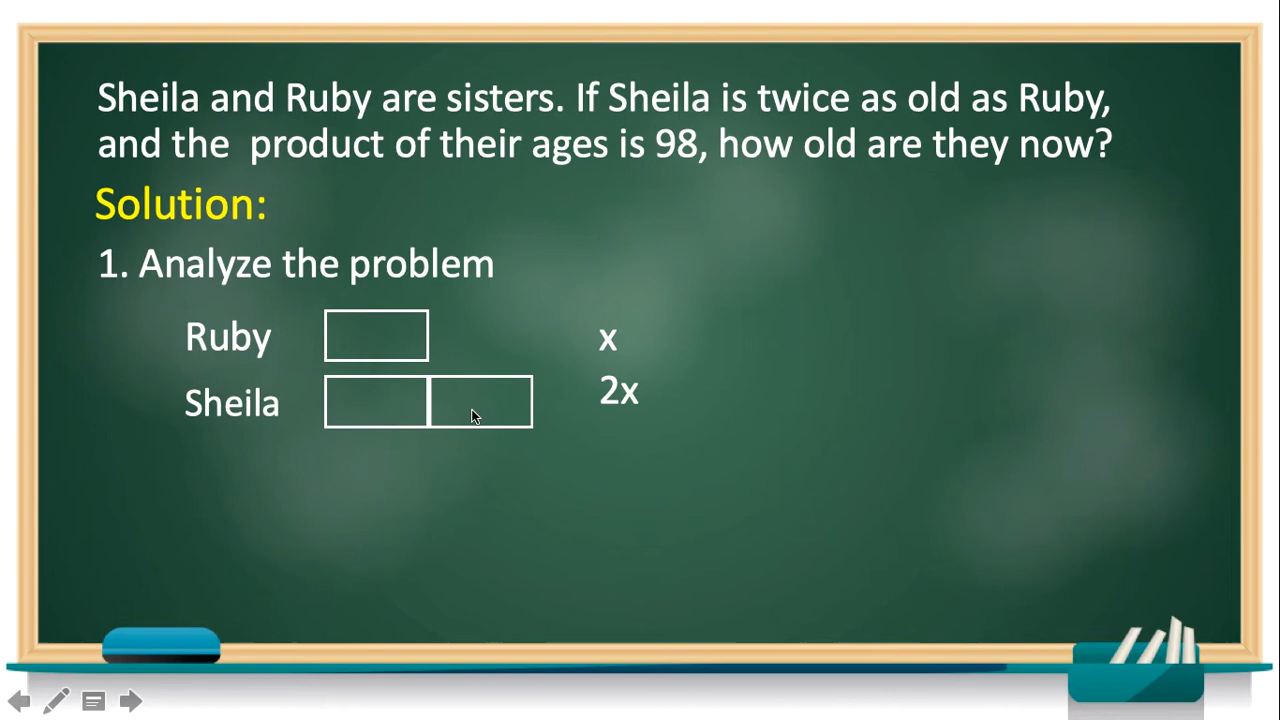 Sheila and Ruby are sisters. If Sheila is twice as old as Ruby,
and the product of their ages is 98, how old are they now?
Solution:
1. Analyze the problem
Ruby x
Sheila 2x